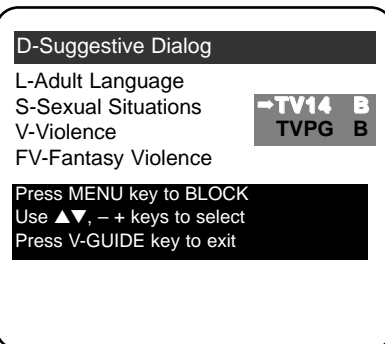 D-Suggestive Dialog
L-Adult Language
S-Sexual Situations
➡TV14 B
V-Violence
TVPG B
FV-Fantasy Violence
Press MENU key to BLOCK
Use ▲▼, – + keys to select
Press V-GUIDE key to exit